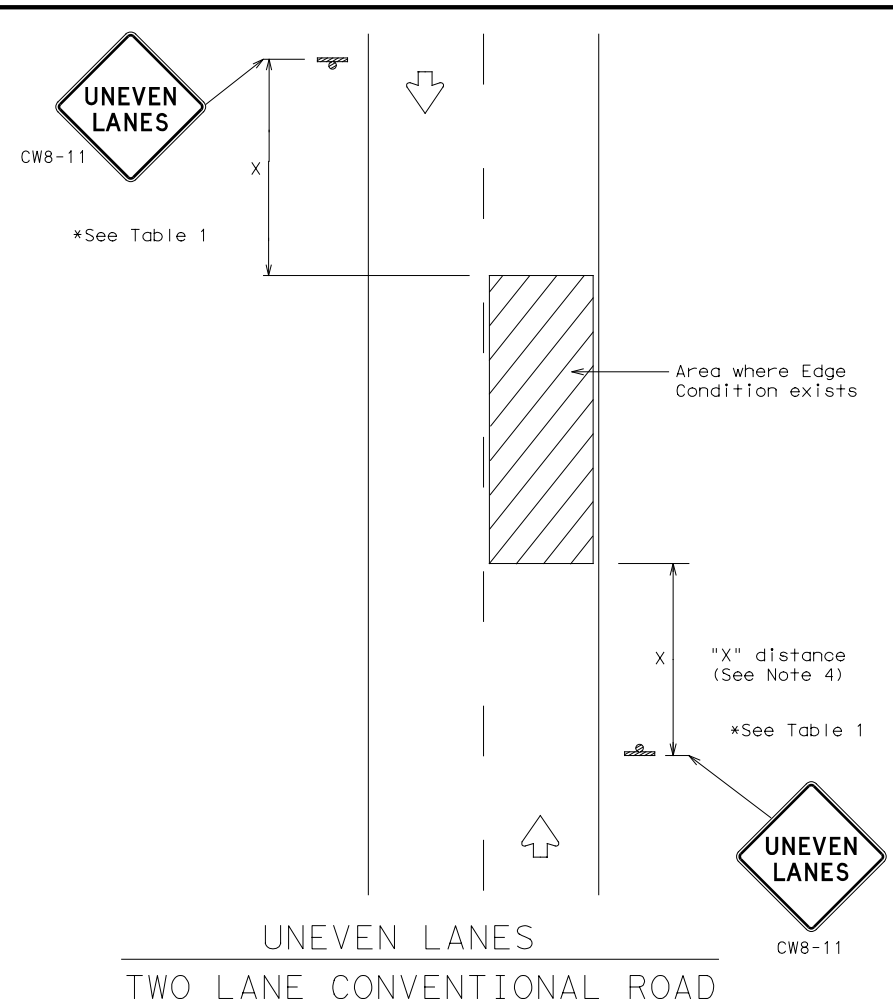 UNEVEN
LANES
CW8-11
X
*See Table 1
Area where Edge
Condition exists
X
"X" distance
(See Note 4)
*See Table 1
UNEVEN
LANES
CW8-11
UNEVEN LANES
TWO LANE CONVENTIONAL ROAD